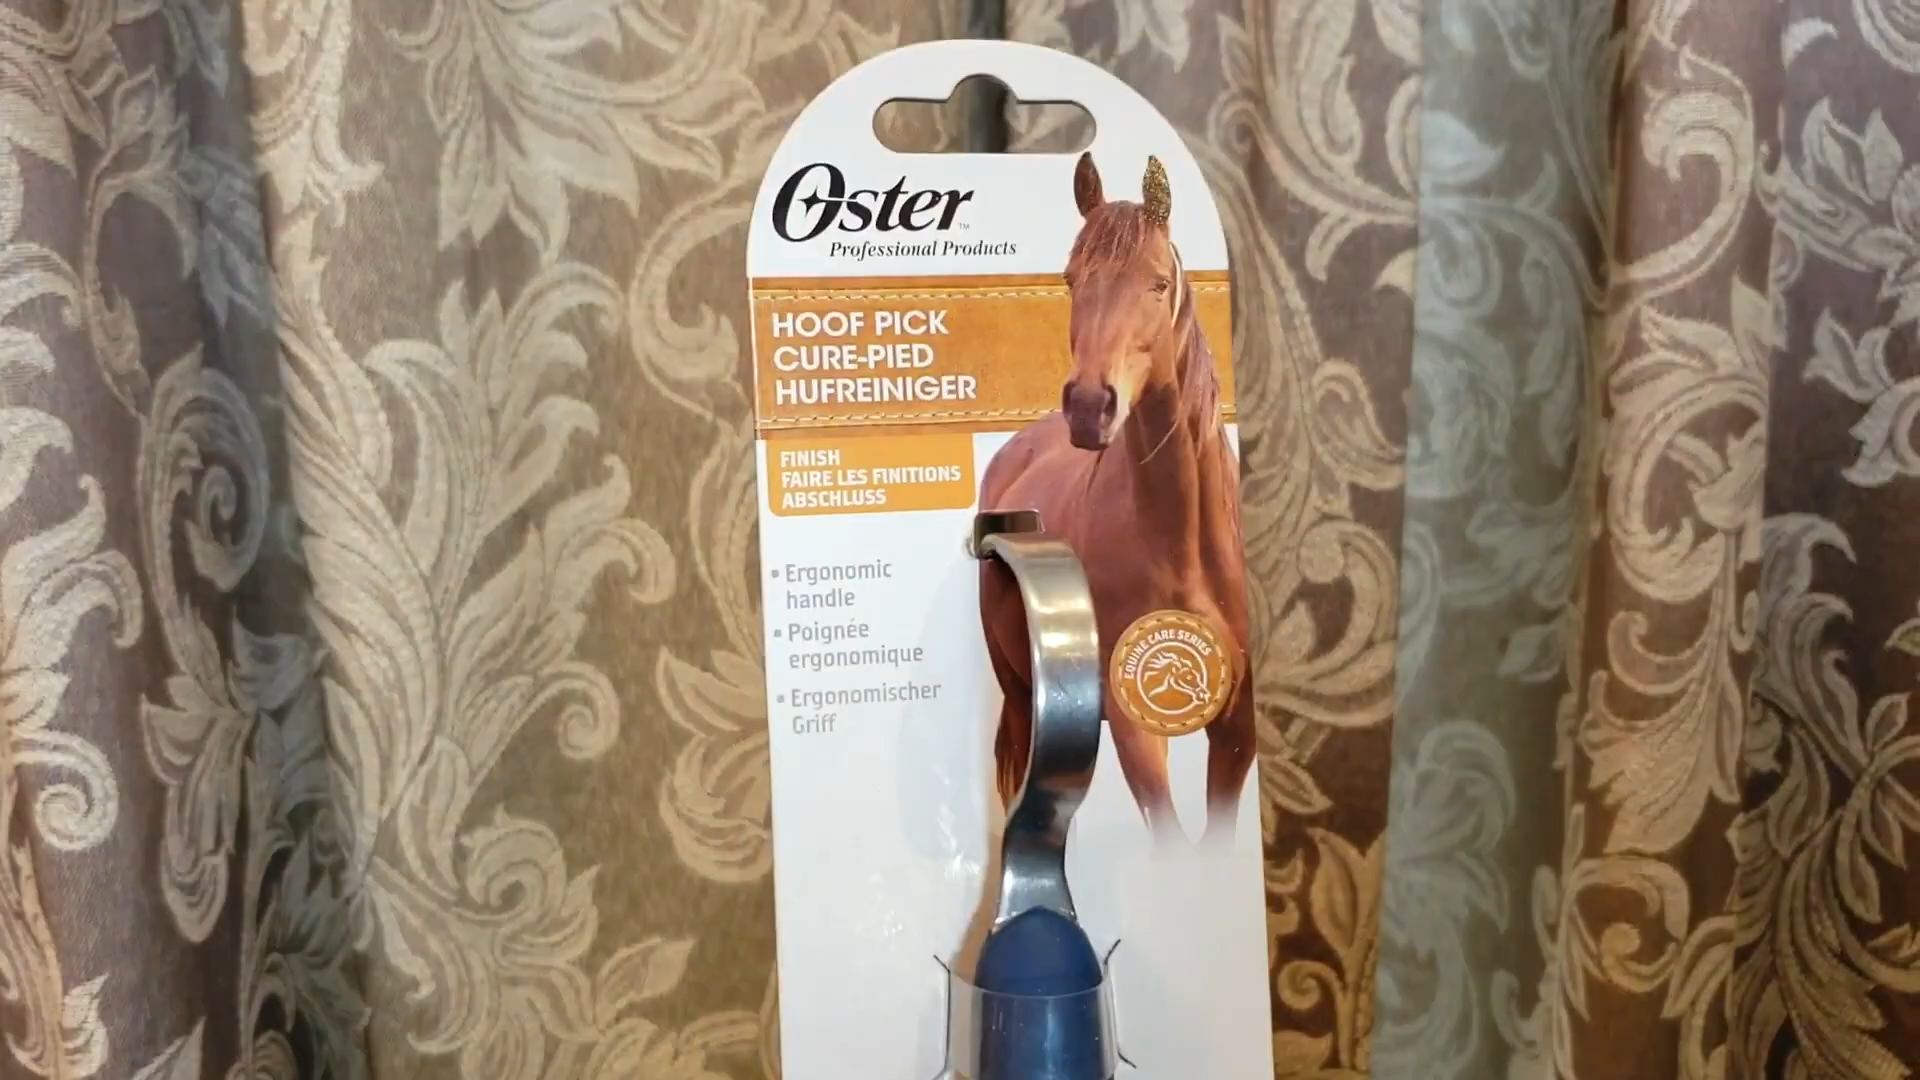 Oster™
Professional Products
HOOF PICK
CURE-PIED
HUFREINIGER
FINISH
FAIRE LES FINITIONS
ABSCHLUSS
• Ergonomic
handle
• Poignée
ergonomique
• Ergonomischer
Griff
EQUINE CARE SERIES